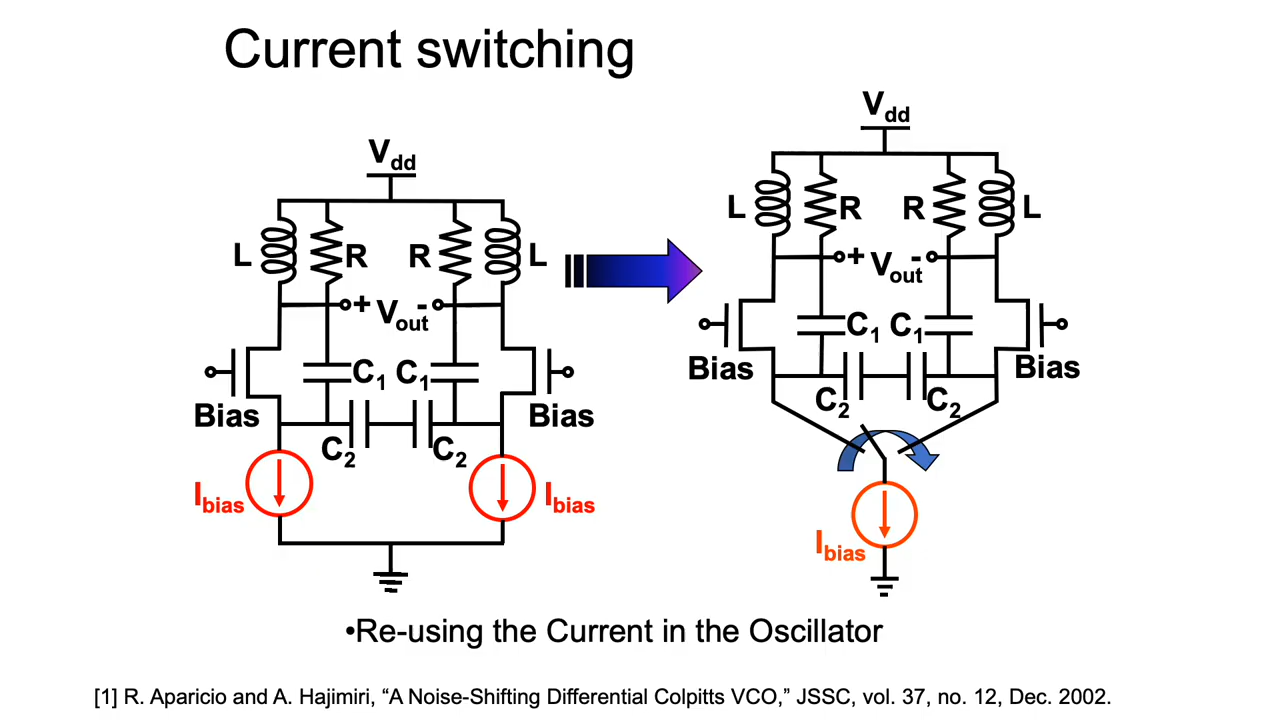 Current switching
Vdd
L
R
R
L
+ Vout -
C1
C1
Bias
Bias
C2
C2
Ibias
Ibias
Vdd
L
R
R
L
+ Vout -
C1
C1
Bias
Bias
C2
C2
Ibias
•Re-using the Current in the Oscillator
[1] R. Aparicio and A. Hajimiri, “A Noise-Shifting Differential Colpitts VCO,” JSSC, vol. 37, no. 12, Dec. 2002.